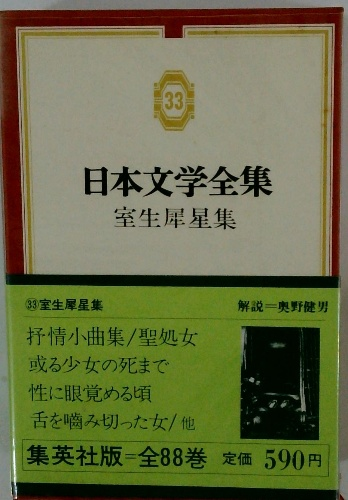 33
日本文学全集
室生犀星集
㉝室生犀星集
解説=奥野健男
抒情小曲集/聖処女
或る少女の死まで
性に眼覚める頃
舌を噛み切った女/他
集英社版=全88巻 定価 590円